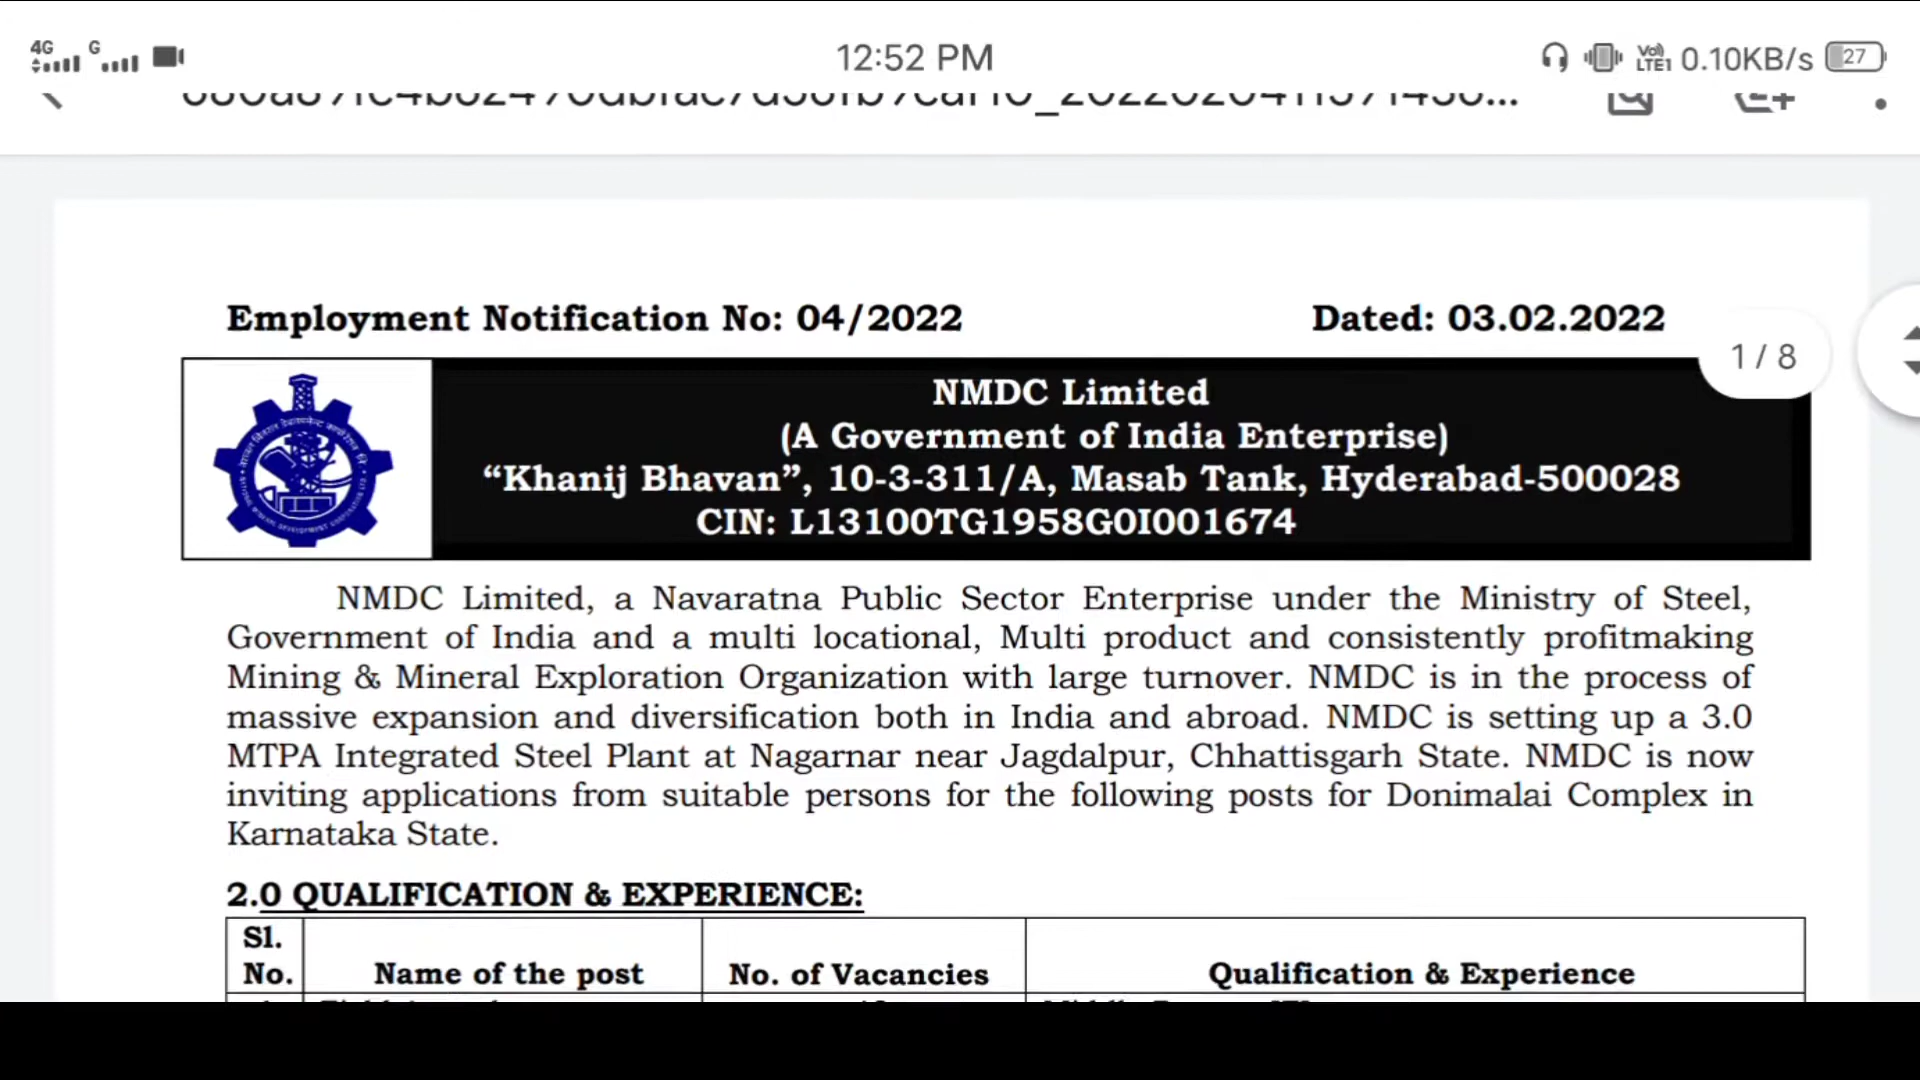 4G G 12:52 PM Vo) LTE1 0.10KB/s 27
Employment Notification No: 04/2022 Dated: 03.02.2022
1 / 8
NMDC Limited
(A Government of India Enterprise)
“Khanij Bhavan”, 10-3-311/A, Masab Tank, Hyderabad-500028
CIN: L13100TG1958G0I001674
NMDC Limited, a Navaratna Public Sector Enterprise under the Ministry of Steel,
Government of India and a multi locational, Multi product and consistently profitmaking
Mining & Mineral Exploration Organization with large turnover. NMDC is in the process of
massive expansion and diversification both in India and abroad. NMDC is setting up a 3.0
MTPA Integrated Steel Plant at Nagarnar near Jagdalpur, Chhattisgarh State. NMDC is now
inviting applications from suitable persons for the following posts for Donimalai Complex in
Karnataka State.
2.0 QUALIFICATION & EXPERIENCE:
Sl.
No. Name of the post No. of Vacancies Qualification & Experience